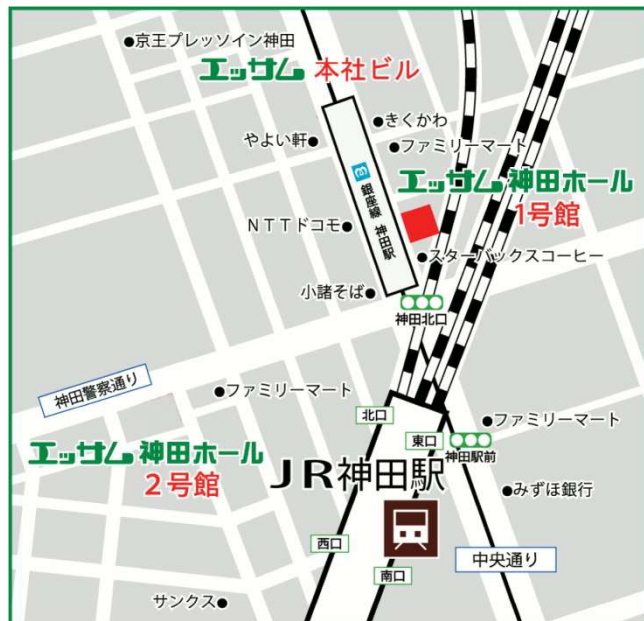 京王プレッソイン神田
エッサム 本社ビル
きくかわ
やよい軒
ファミリーマート
エッサム 神田ホール
1号館
銀座線 神田駅
NTTドコモ
スターバックスコーヒー
小諸そば
神田北口
神田警察通り
ファミリーマート
北口
ファミリーマート
東口
神田駅前
エッサム 神田ホール
2号館
JR神田駅
みずほ銀行
西口
中央通り
南口
サンクス